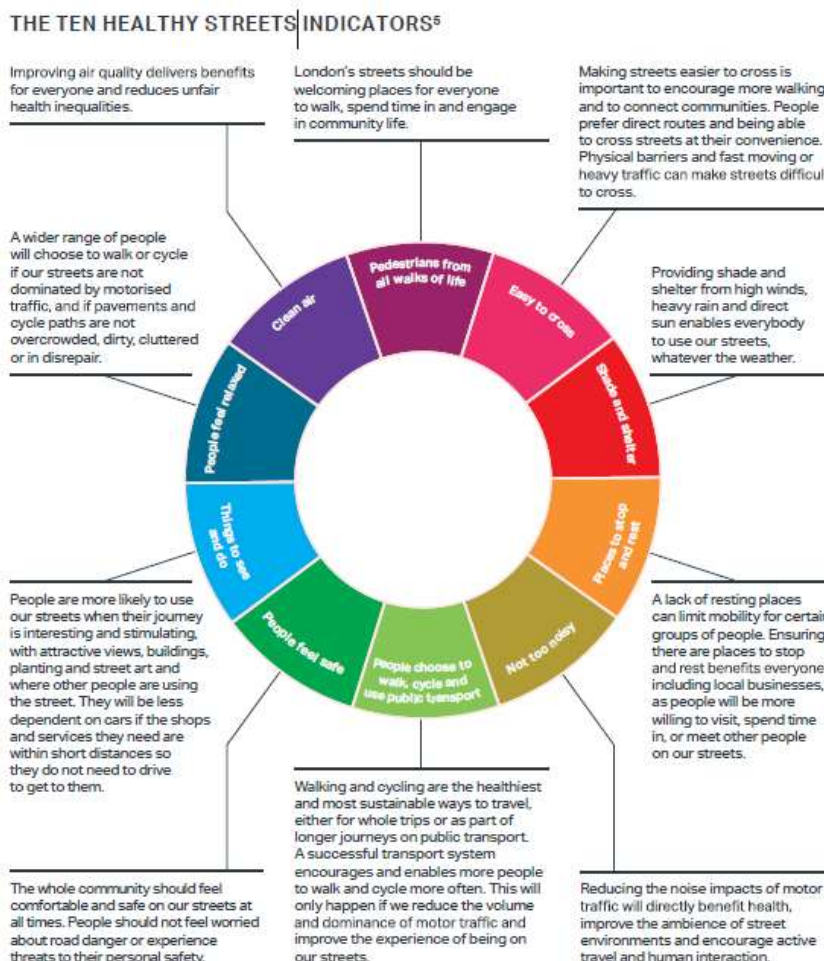 THE TEN HEALTHY STREETS INDICATORS⁵
Improving air quality delivers benefits
for everyone and reduces unfair
health inequalities.
London's streets should be
welcoming places for everyone
to walk, spend time in and engage
in community life.
Making streets easier to cross is
important to encourage more walking
and to connect communities. People
prefer direct routes and being able
to cross streets at their convenience.
Physical barriers and fast moving or
heavy traffic can make streets difficul
to cross.
A wider range of people
will choose to walk or cycle
if our streets are not
dominated by motorised
traffic, and if pavements and
cycle paths are not
overcrowded, dirty, cluttered
or in disrepair.
Providing shade and
shelter from high winds,
heavy rain and direct
sun enables everybody
to use our streets,
whatever the weather.
Pedestrians from
all walks of life
Easy to cross
Shade and shelter
Places to stop
and rest
Not too noisy
People choose to
walk, cycle and
use public transport
People feel safe
Things to see
and do
People feel relaxed
Clean air
People are more likely to use
our streets when their journey
is interesting and stimulating,
with attractive views, buildings,
planting and street art and
where other people are using
the street. They will be less
dependent on cars if the shops
and services they need are
within short distances so
they do not need to drive
to get to them.
A lack of resting places
can limit mobility for certain
groups of people. Ensuring
there are places to stop
and rest benefits everyone
including local businesses,
as people will be more
willing to visit, spend time
in, or meet other people
on our streets.
The whole community should feel
comfortable and safe on our streets at
all times. People should not feel worried
about road danger or experience
threats to their personal safety.
Walking and cycling are the healthiest
and most sustainable ways to travel,
either for whole trips or as part of
longer journeys on public transport.
A successful transport system
encourages and enables more people
to walk and cycle more often. This will
only happen if we reduce the volume
and dominance of motor traffic and
improve the experience of being on
our streets.
Reducing the noise impacts of motor
traffic will directly benefit health,
improve the ambience of street
environments and encourage active
travel and human interaction.